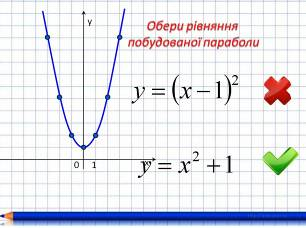 Обери рівняння
побудованої параболи
y
y = (x − 1)²
y = x² + 1
0 1